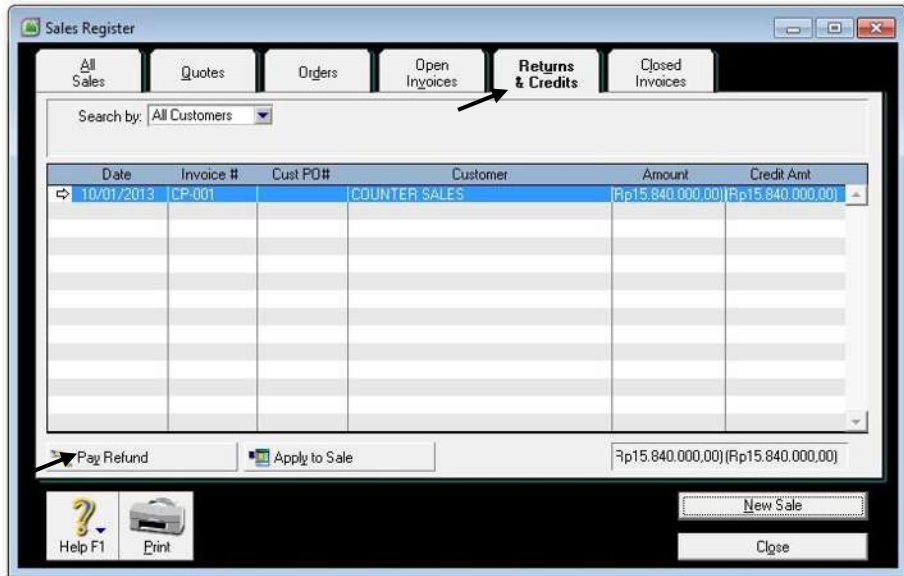 Sales Register
All Sales
Quotes
Orders
Open Invoices
Returns & Credits
Closed Invoices
Search by: All Customers
Date Invoice # Cust PO# Customer Amount Credit Amt
10/01/2013 CP-001 COUNTER SALES (Rp15.840.000,00) (Rp15.840.000,00)
Pay Refund Apply to Sale Rp15.840.000,00) (Rp15.840.000,00)
New Sale
Help F1 Print Close